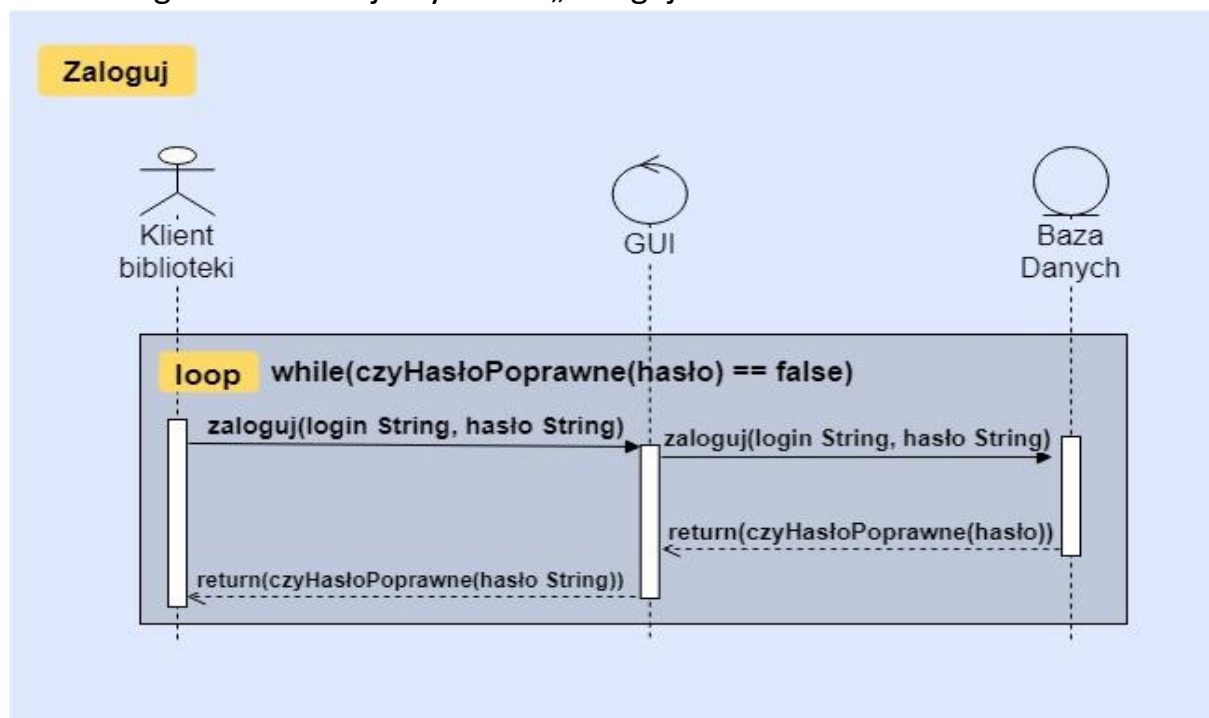 Zaloguj
Klient
biblioteki
GUI
Baza
Danych
loop while(czyHasłoPoprawne(hasło) == false)
zaloguj(login String, hasło String)
zaloguj(login String, hasło String)
return(czyHasłoPoprawne(hasło))
return(czyHasłoPoprawne(hasło String))